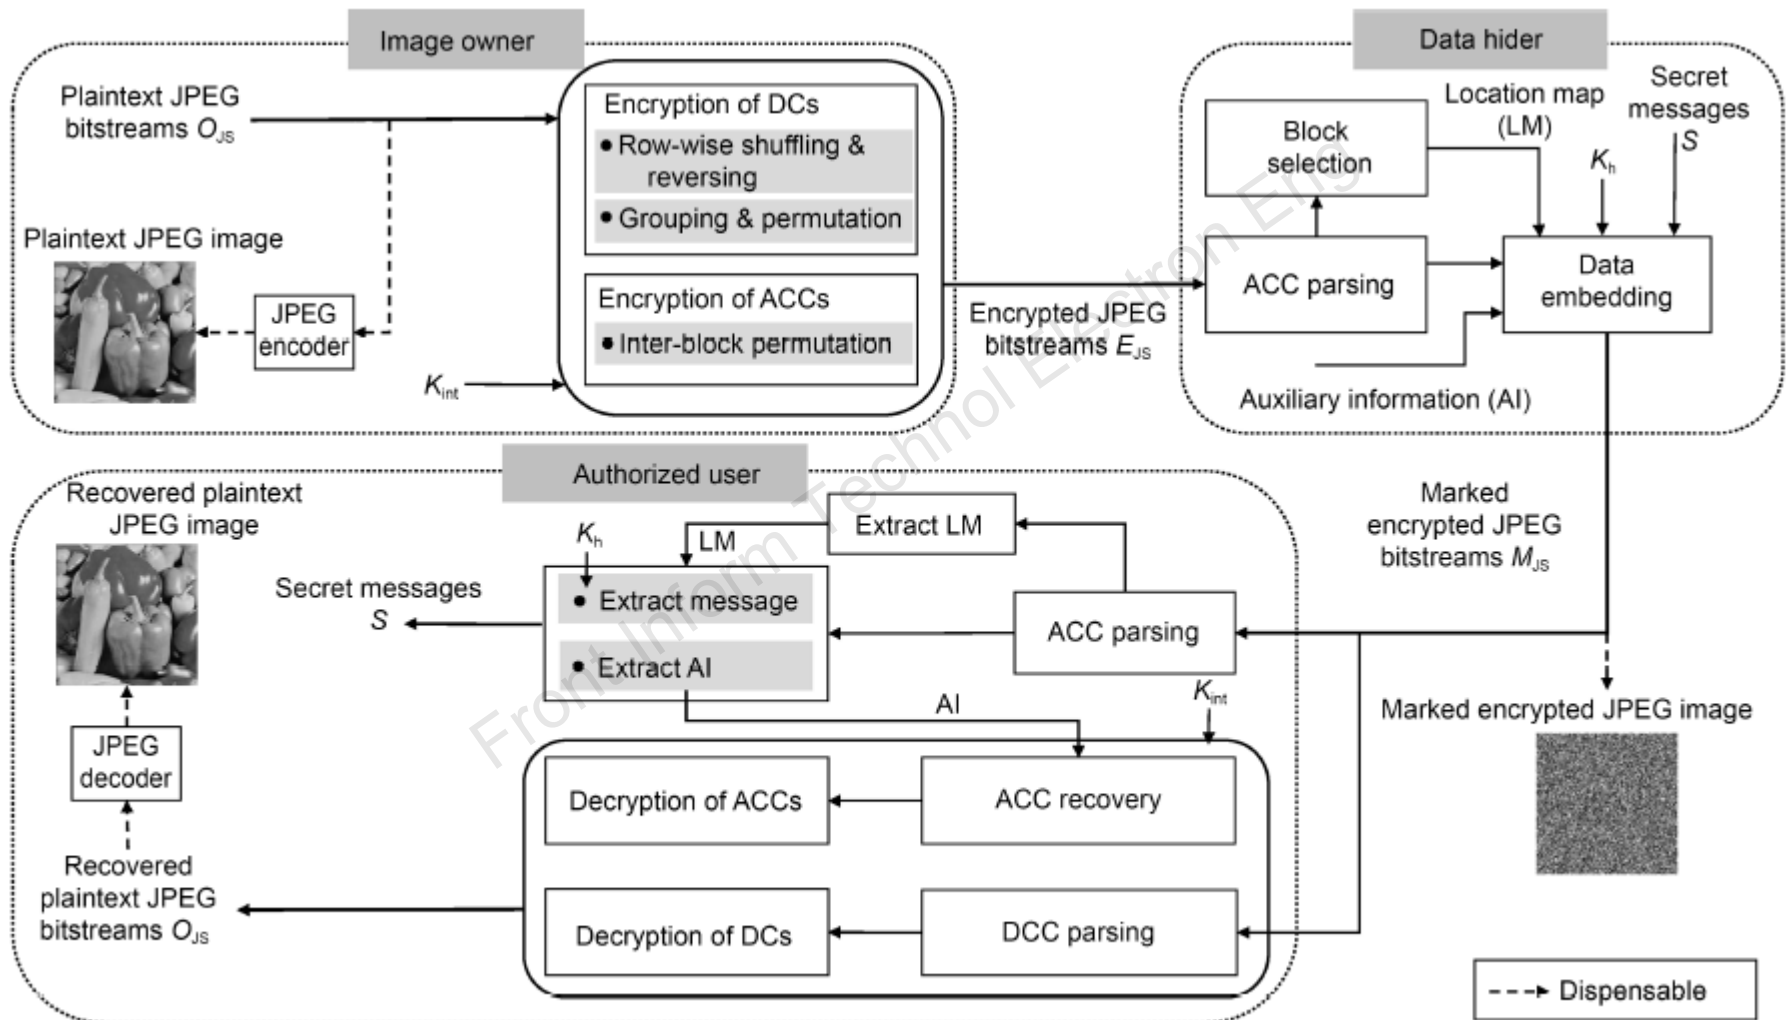 Image owner
Plaintext JPEG
bitstreams OJS
Plaintext JPEG image
JPEG
encoder
Kint
Encryption of DCs
• Row-wise shuffling &
reversing
• Grouping & permutation
Encryption of ACCs
• Inter-block permutation
Encrypted JPEG
bitstreams EJS
Data hider
Block
selection
Location map
(LM)
Secret
messages
S
Kh
ACC parsing
Data
embedding
Auxiliary information (AI)
Marked
encrypted JPEG
bitstreams MJS
Marked encrypted JPEG image
Authorized user
Recovered plaintext
JPEG image
Extract LM
LM
Kh
Secret messages
S
• Extract message
• Extract AI
ACC parsing
Kint
AI
JPEG
decoder
Decryption of ACCs
ACC recovery
Recovered
plaintext JPEG
bitstreams OJS
Decryption of DCs
DCC parsing
Dispensable
Front Inform Technol Electron Eng